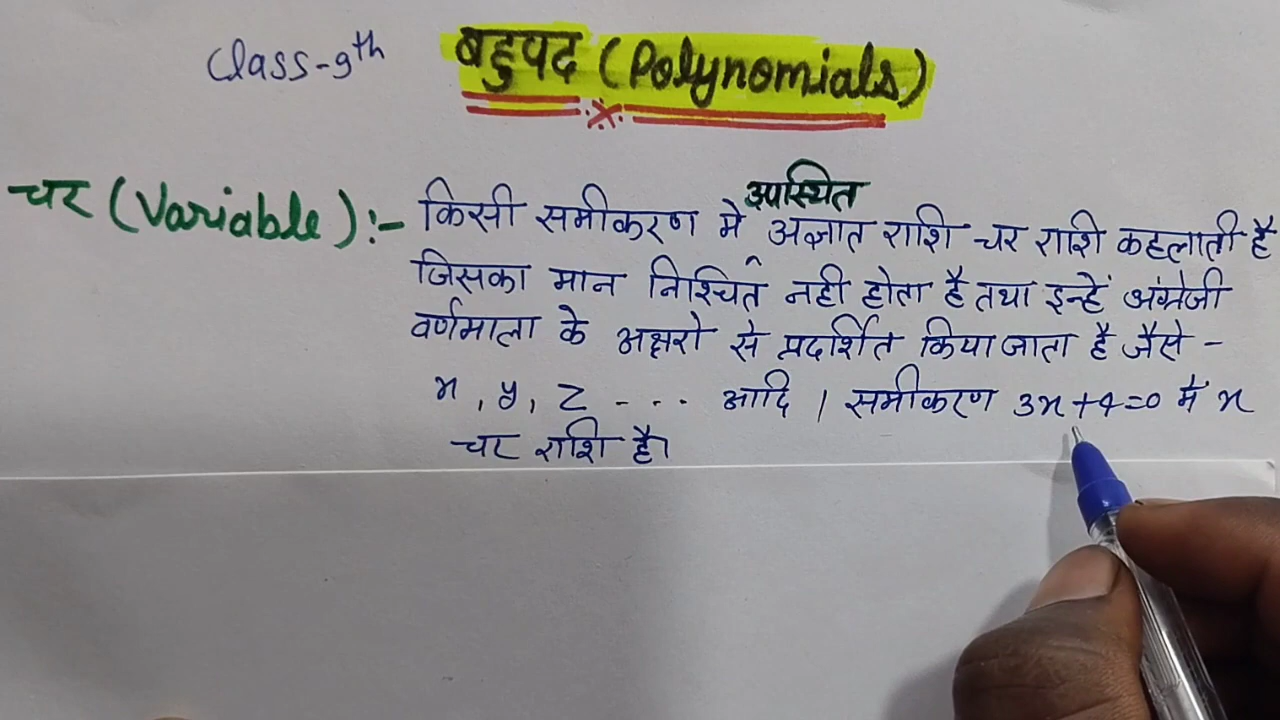 Class-9th बहुपद (Polynomials)
चर (Variable) :- किसी समीकरण मे उपस्थित अज्ञात राशि चर राशि कहलाती है
जिसका मान निश्चित नही होता है तथा इन्हें अंग्रेजी
वर्णमाला के अक्षरो से प्रदर्शित किया जाता है जैसे -
x, y, z - - - आदि । समीकरण 3x+4=0 में x
चर राशि है।